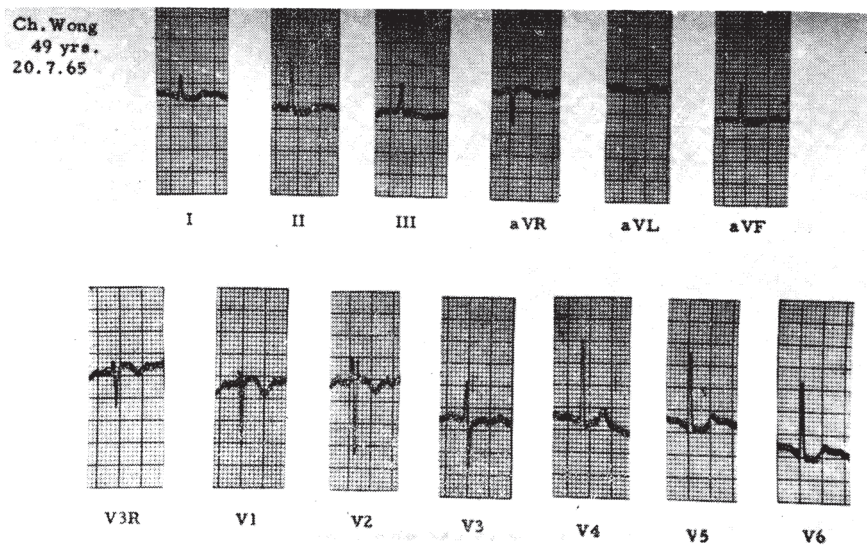 Ch.Wong
49 yrs.
20.7.65
I II III aVR aVL aVF
V3R V1 V2 V3 V4 V5 V6